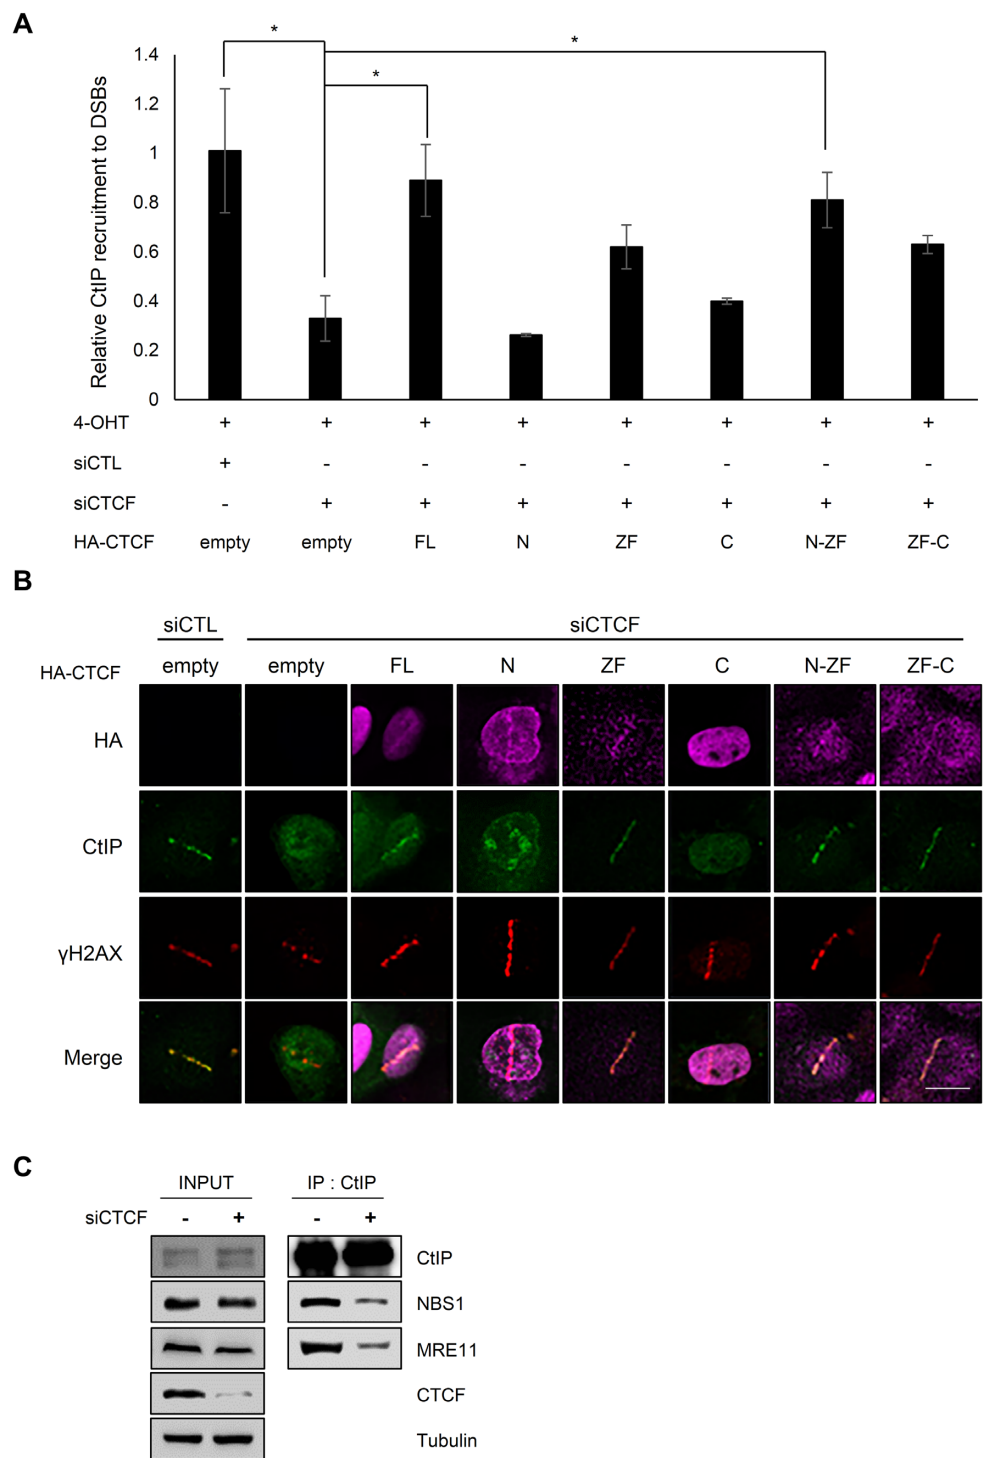 A
* * *
Relative CtIP recruitment to DSBs
1.4
1.2
1
0.8
0.6
0.4
0.2
0
4-OHT + + + + + + + +
siCTL + - - - - - - -
siCTCF - + + + + + + +
HA-CTCF empty empty FL N ZF C N-ZF ZF-C
B
siCTL siCTCF
HA-CTCF empty empty FL N ZF C N-ZF ZF-C
HA
CtIP
γH2AX
Merge
C
INPUT IP : CtIP
siCTCF - + - +
CtIP
NBS1
MRE11
CTCF
Tubulin